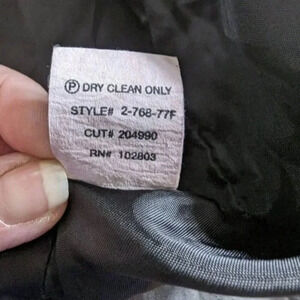 Ⓟ DRY CLEAN ONLY
STYLE# 2-768-77F
CUT# 204990
RN# 102803